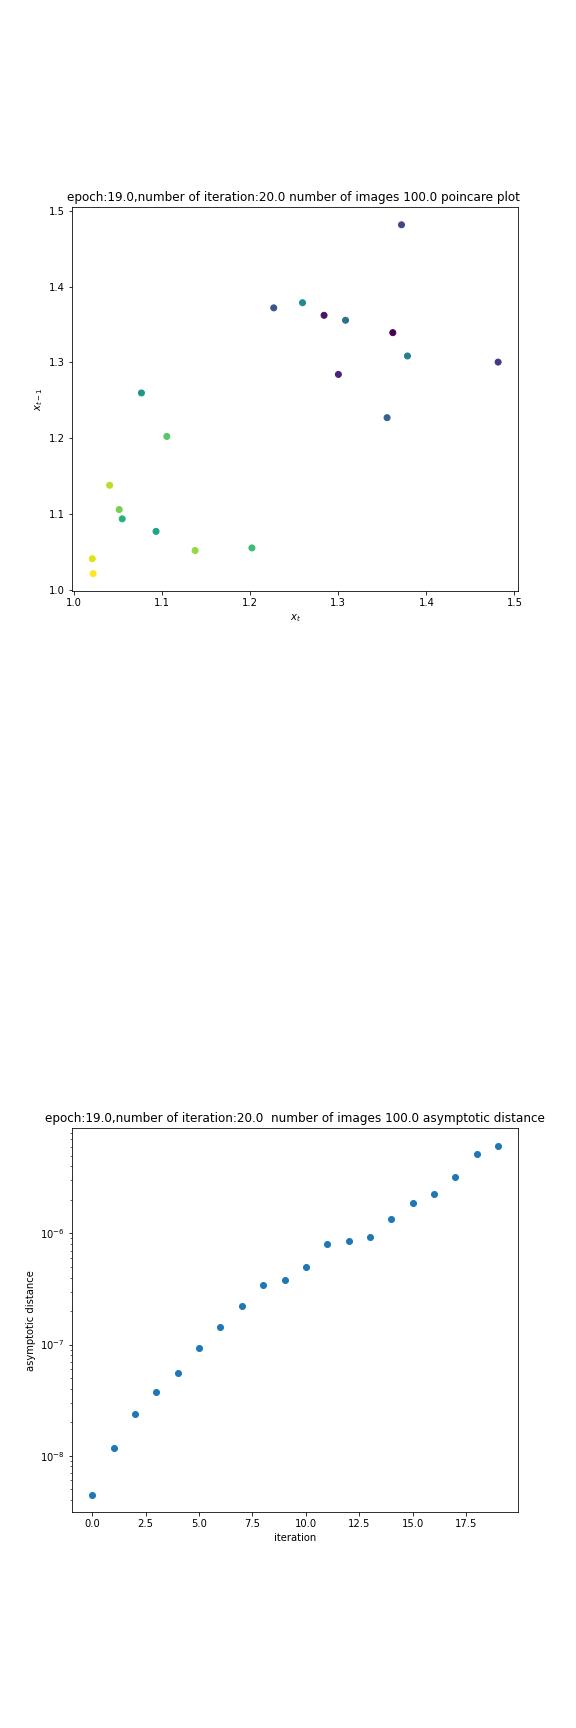 epoch:19.0,number of iteration:20.0 number of images 100.0 poincare plot
1.5
1.4
1.3
1.2
1.1
1.0
x_{t-1}
1.0 1.1 1.2 1.3 1.4 1.5
x_t
epoch:19.0,number of iteration:20.0  number of images 100.0 asymptotic distance
10^{-6}
10^{-7}
10^{-8}
asymptotic distance
0.0 2.5 5.0 7.5 10.0 12.5 15.0 17.5
iteration